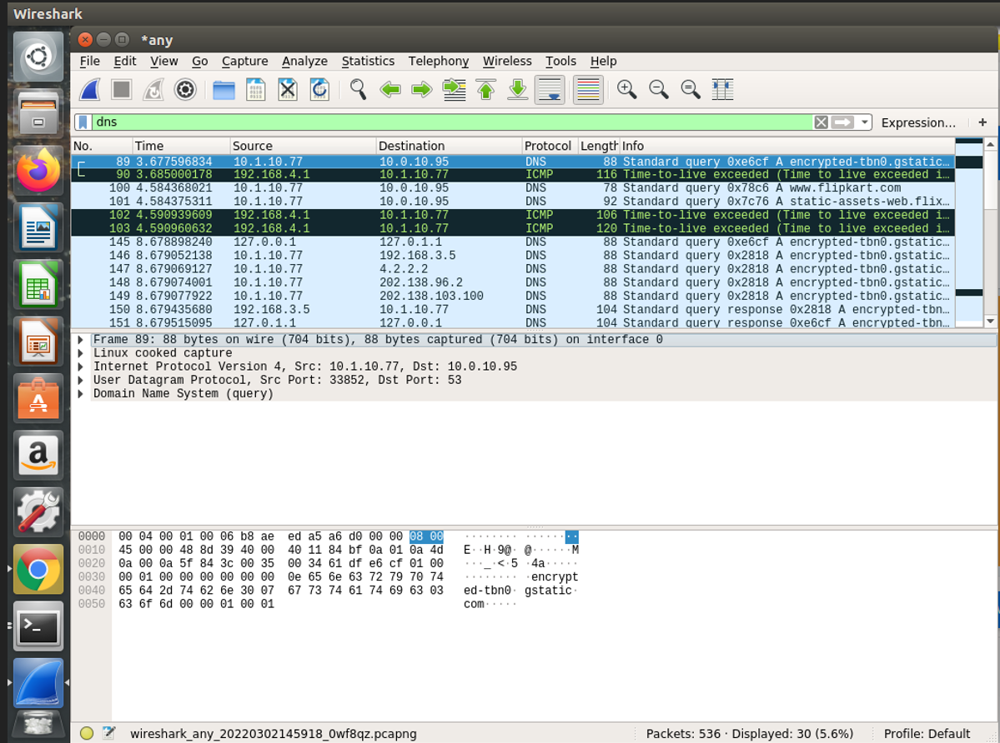 Wireshark
*any
File Edit View Go Capture Analyze Statistics Telephony Wireless Tools Help
dns Expression... +
No. Time Source Destination Protocol Length Info
89 3.677596834 10.1.10.77 10.0.10.95 DNS 88 Standard query 0xe6cf A encrypted-tbn0.gstatic…
90 3.685000178 192.168.4.1 10.1.10.77 ICMP 116 Time-to-live exceeded (Time to live exceeded i…
100 4.584368021 10.1.10.77 10.0.10.95 DNS 78 Standard query 0x78c6 A www.flipkart.com
101 4.584375311 10.1.10.77 10.0.10.95 DNS 92 Standard query 0x7c76 A static-assets-web.flix…
102 4.590939609 192.168.4.1 10.1.10.77 ICMP 106 Time-to-live exceeded (Time to live exceeded i…
103 4.590960632 192.168.4.1 10.1.10.77 ICMP 120 Time-to-live exceeded (Time to live exceeded i…
145 8.678898240 127.0.0.1 127.0.1.1 DNS 88 Standard query 0xe6cf A encrypted-tbn0.gstatic…
146 8.679052138 10.1.10.77 192.168.3.5 DNS 88 Standard query 0x2818 A encrypted-tbn0.gstatic…
147 8.679069127 10.1.10.77 4.2.2.2 DNS 88 Standard query 0x2818 A encrypted-tbn0.gstatic…
148 8.679074001 10.1.10.77 202.138.96.2 DNS 88 Standard query 0x2818 A encrypted-tbn0.gstatic…
149 8.679077922 10.1.10.77 202.138.103.100 DNS 88 Standard query 0x2818 A encrypted-tbn0.gstatic…
150 8.679435680 192.168.3.5 10.1.10.77 DNS 104 Standard query response 0x2818 A encrypted-tbn…
151 8.679515095 127.0.1.1 127.0.0.1 DNS 104 Standard query response 0xe6cf A encrypted-tbn…
Frame 89: 88 bytes on wire (704 bits), 88 bytes captured (704 bits) on interface 0
Linux cooked capture
Internet Protocol Version 4, Src: 10.1.10.77, Dst: 10.0.10.95
User Datagram Protocol, Src Port: 33852, Dst Port: 53
Domain Name System (query)
0000 00 04 00 01 00 06 b8 ae ed a5 a6 d0 00 00 08 00 ········ ········
0010 45 00 00 48 8d 39 40 00 40 11 84 bf 0a 01 0a 4d E··H·9@· @······M
0020 0a 00 0a 5f 84 3c 00 35 00 34 61 df e6 cf 01 00 ···_·<·5 ·4a·····
0030 00 01 00 00 00 00 00 00 0e 65 6e 63 72 79 70 74 ········ ·encrypt
0040 65 64 2d 74 62 6e 30 07 67 73 74 61 74 69 63 03 ed-tbn0· gstatic·
0050 63 6f 6d 00 00 01 00 01 com·····
wireshark_any_20220302145918_0wf8qz.pcapng Packets: 536 · Displayed: 30 (5.6%) Profile: Default